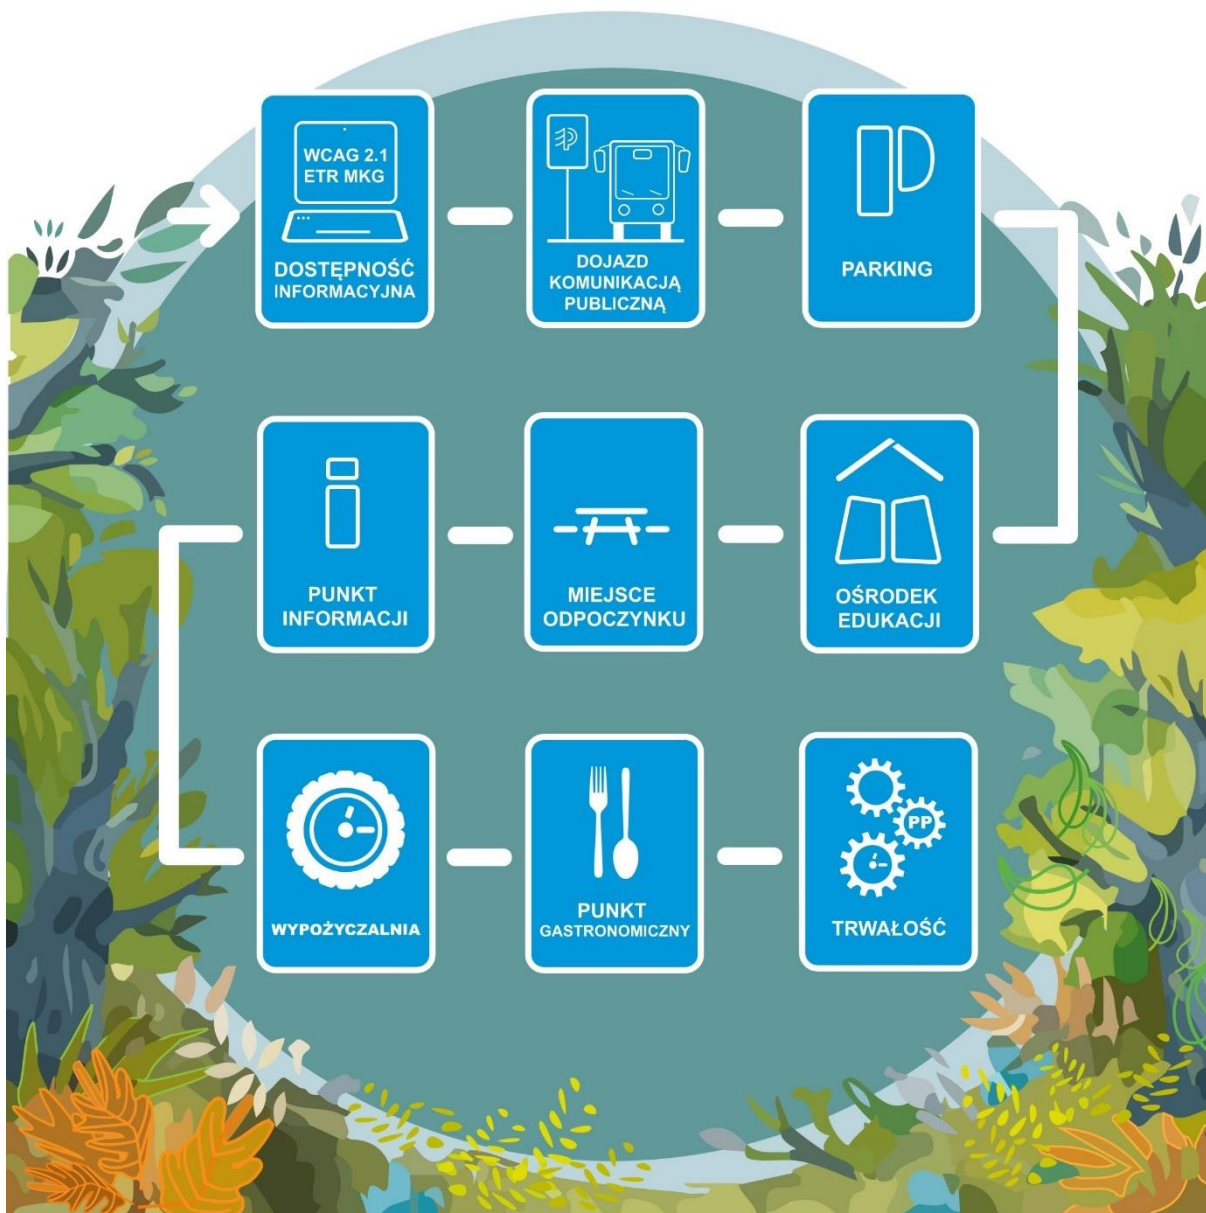 WCAG 2.1
ETR MKG
DOSTĘPNOŚĆ
INFORMACYJNA
DOJAZD
KOMUNIKACJĄ
PUBLICZNĄ
PARKING
OŚRODEK
EDUKACJI
MIEJSCE
ODPOCZYNKU
PUNKT
INFORMACJI
WYPOŻYCZALNIA
PUNKT
GASTRONOMICZNY
PP
TRWAŁOŚĆ